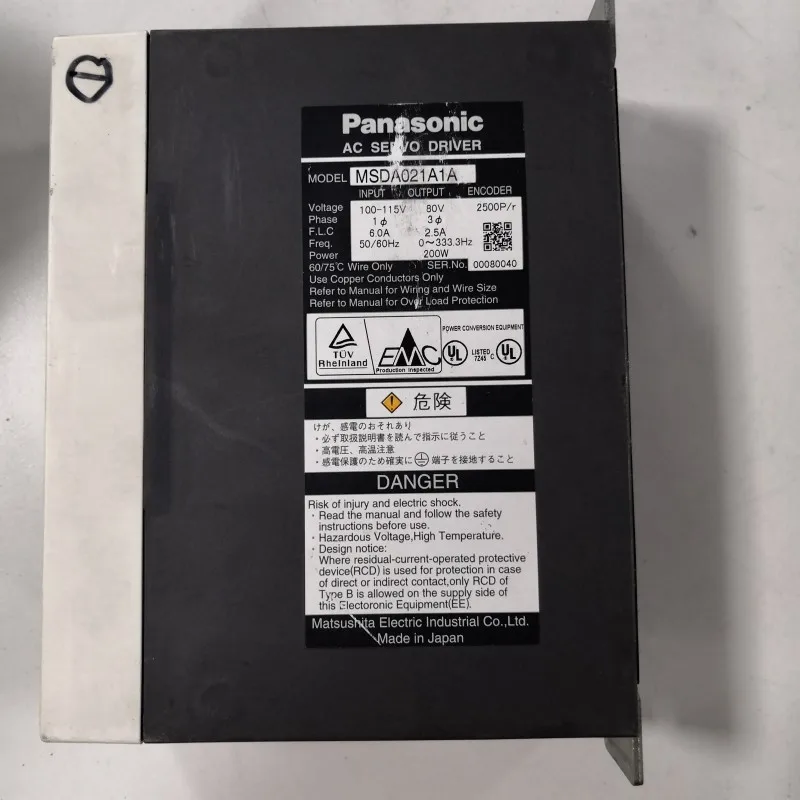 Panasonic
AC SERVO DRIVER
MODEL MSDA021A1A
INPUT OUTPUT ENCODER
Voltage 100-115V 80V 2500P/r
Phase 1ϕ 3ϕ
F.L.C 6.0A 2.5A
Freq. 50/60Hz 0～333.3Hz
Power 200W
60/75℃ Wire Only SER.No. 00080040
Use Copper Conductors Only
Refer to Manual for Wiring and Wire Size
Refer to Manual for Over Load Protection
TÜV
Rheinland
EMC
Production Inspected
POWER CONVERSION EQUIPMENT
UL LISTED C UL
7Z45
危険
けが、感電のおそれあり
・必ず取扱説明書を読んで指示に従うこと
・高電圧、高温注意
・感電保護のため確実に⏚端子を接地すること
DANGER
Risk of injury and electric shock.
・Read the manual and follow the safety
instructions before use.
・Hazardous Voltage,High Temperature.
・Design notice:
Where residual-current-operated protective
device(RCD) is used for protection in case
of direct or indirect contact,only RCD of
Type B is allowed on the supply side of
this Electoronic Equipment(EE).
Matsushita Electric Industrial Co.,Ltd.
Made in Japan